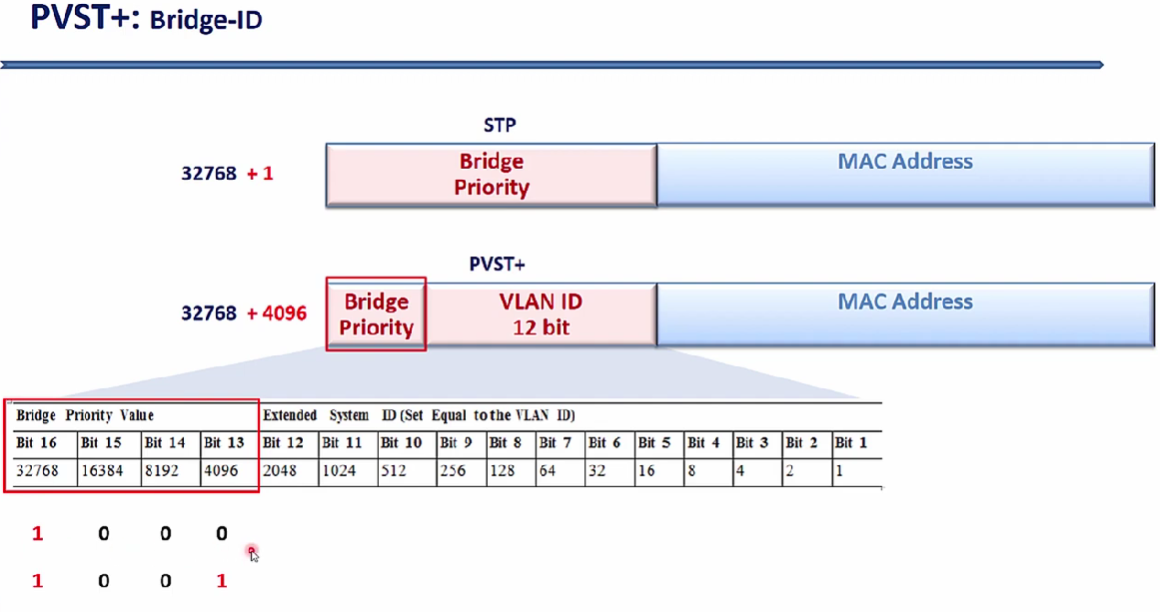 PVST+: Bridge-ID
STP
32768 + 1
Bridge
Priority
MAC Address
PVST+
32768 + 4096
Bridge
Priority
VLAN ID
12 bit
MAC Address
Bridge Priority Value Extended System ID (Set Equal to the VLAN ID)
Bit 16 Bit 15 Bit 14 Bit 13 Bit 12 Bit 11 Bit 10 Bit 9 Bit 8 Bit 7 Bit 6 Bit 5 Bit 4 Bit 3 Bit 2 Bit 1
32768 16384 8192 4096 2048 1024 512 256 128 64 32 16 8 4 2 1
1 0 0 0
1 0 0 1